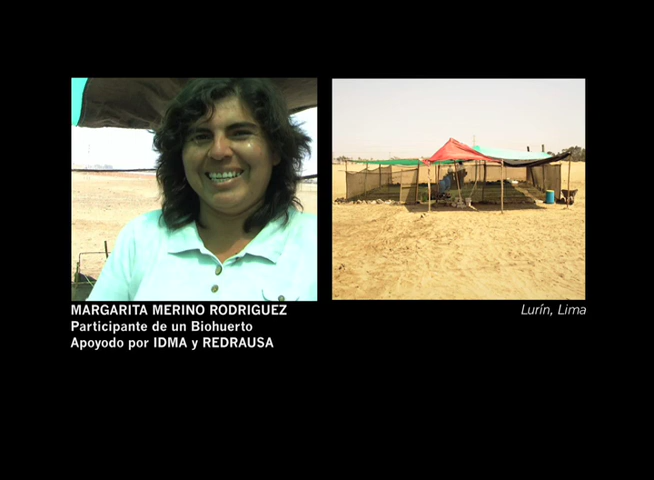 MARGARITA MERINO RODRIGUEZ
Participante de un Biohuerto
Apoyodo por IDMA y REDRAUSA
Lurín, Lima